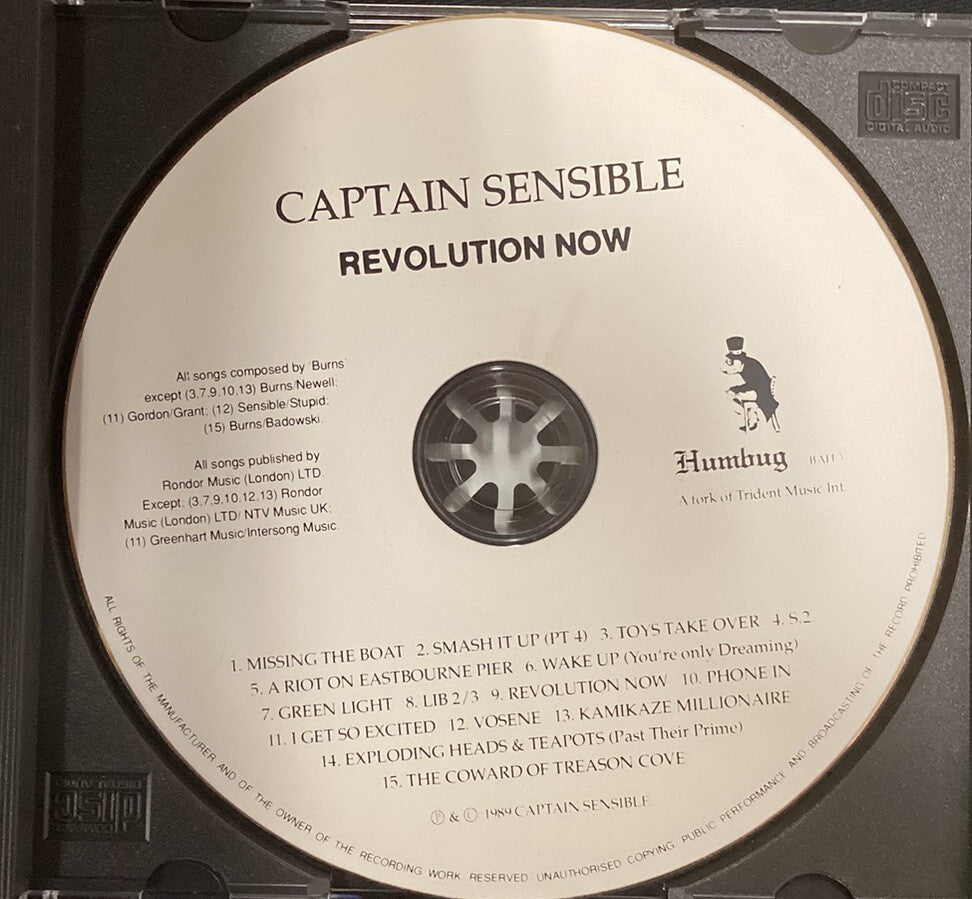 COMPACT
disc
DIGITAL AUDIO
CAPTAIN SENSIBLE
REVOLUTION NOW
All songs composed by 'Burns'
except (3.7.9.10.13) Burns/Newell:
(11) Gordon/Grant; (12) Sensible/Stupid:
(15) Burns/Badowski.
All songs published by
Rondor Music (London) LTD.
Except: (3.7.9.10.12.13) Rondor
Music (London) LTD/ NTV Music UK:
(11) Greenhart Music/Intersong Music.
Humbug BAH 3
A fork of Trident Music Int.
1. MISSING THE BOAT 2. SMASH IT UP (PT 4) 3. TOYS TAKE OVER 4. S.2
5. A RIOT ON EASTBOURNE PIER 6. WAKE UP (You're only Dreaming)
7. GREEN LIGHT 8. LIB 2/3 9. REVOLUTION NOW 10. PHONE IN
11. I GET SO EXCITED 12. VOSENE 13. KAMIKAZE MILLIONAIRE
14. EXPLODING HEADS & TEAPOTS (Past Their Prime)
15. THE COWARD OF TREASON COVE
℗ & © 1989 CAPTAIN SENSIBLE
ALL RIGHTS OF THE MANUFACTURER AND OF THE OWNER OF THE RECORDING WORK RESERVED UNAUTHORISED COPYING PUBLIC PERFORMANCE AND BROADCASTING OF THE RECORD PROHIBITED
COMPACT
disc
DIGITAL AUDIO